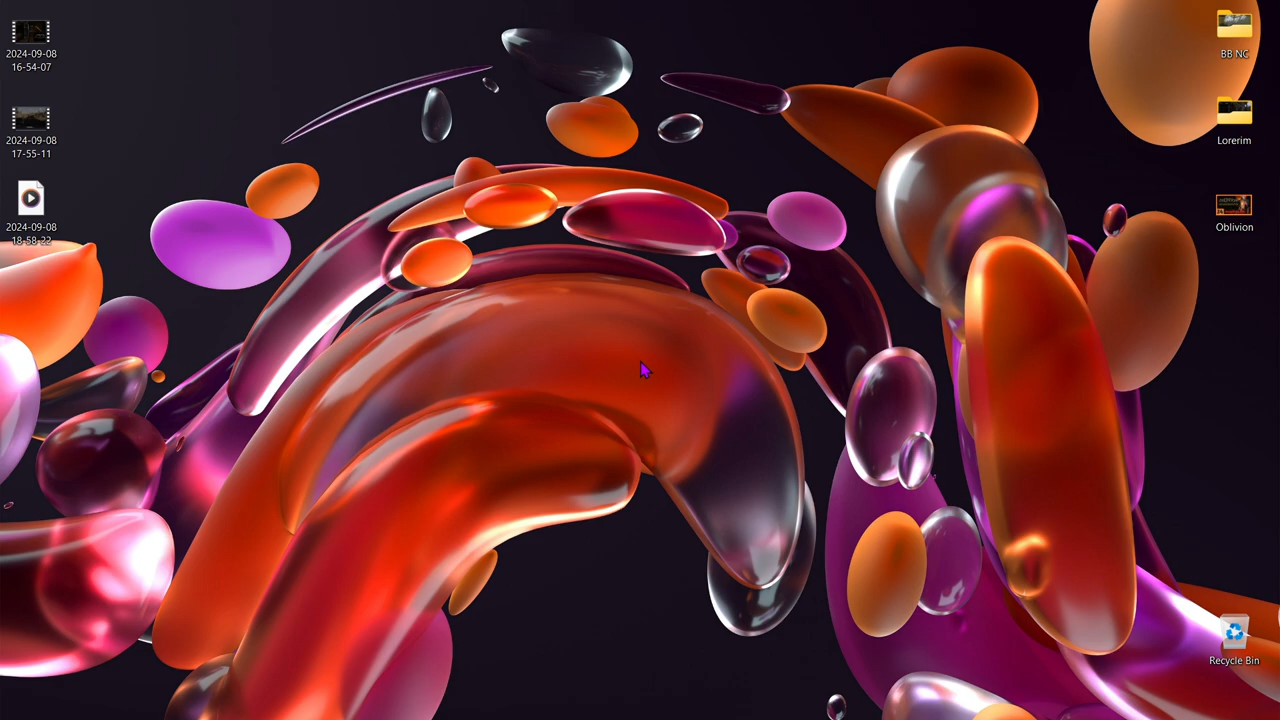 2024-09-08
16-54-07
2024-09-08
17-55-11
2024-09-08
18-58-22
BB NC
Lorerim
Oblivion
Recycle Bin